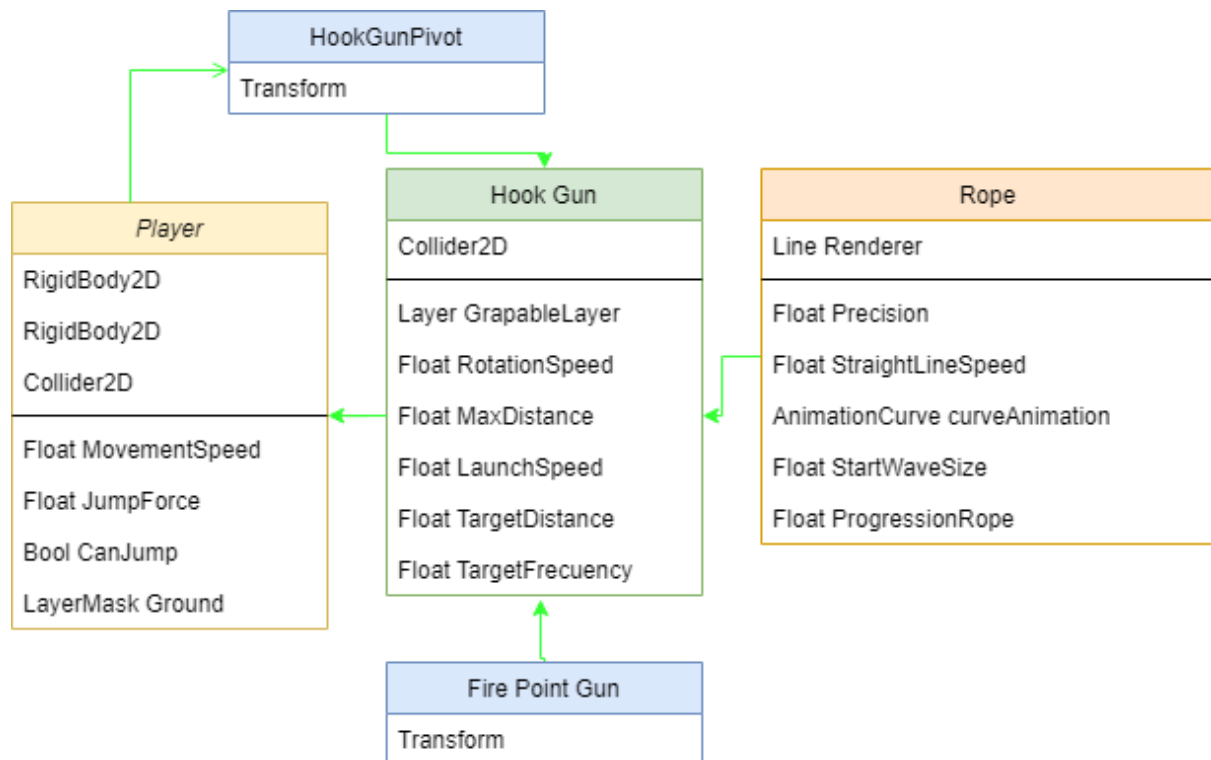 HookGunPivot
Transform
Player
RigidBody2D
RigidBody2D
Collider2D
Float MovementSpeed
Float JumpForce
Bool CanJump
LayerMask Ground
Hook Gun
Collider2D
Layer GrapableLayer
Float RotationSpeed
Float MaxDistance
Float LaunchSpeed
Float TargetDistance
Float TargetFrecuency
Rope
Line Renderer
Float Precision
Float StraightLineSpeed
AnimationCurve curveAnimation
Float StartWaveSize
Float ProgressionRope
Fire Point Gun
Transform